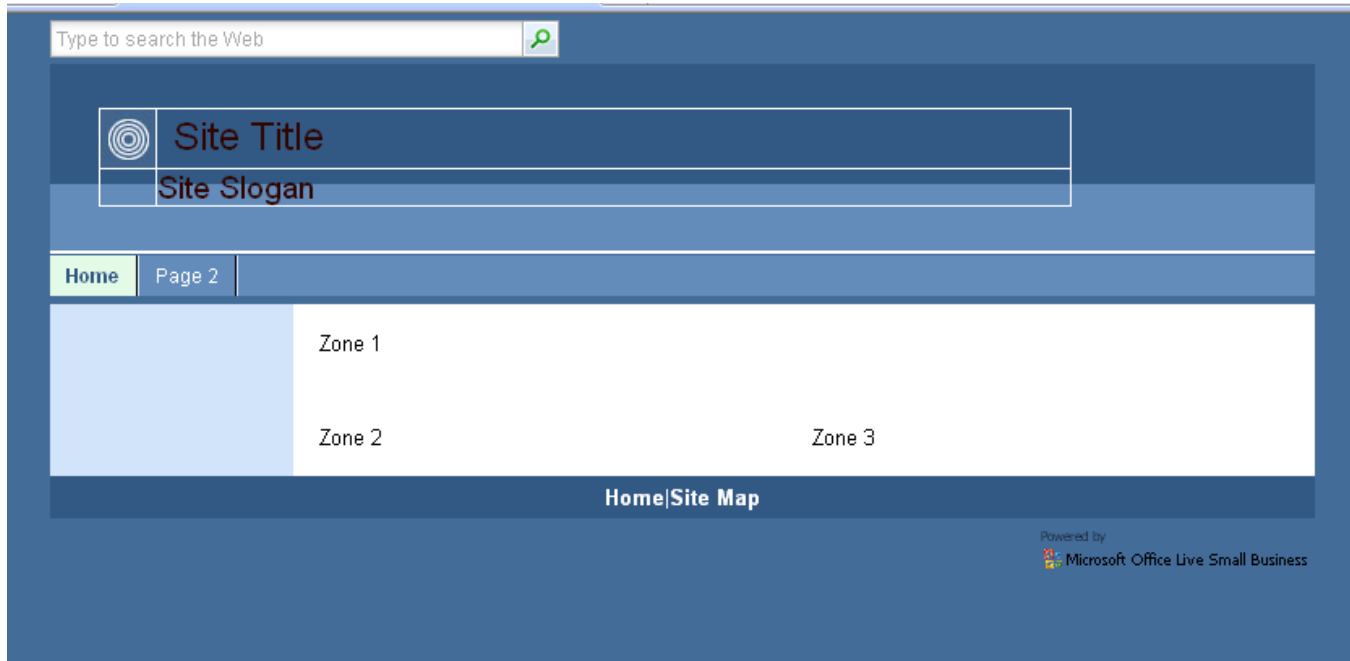 Type to search the Web
Site Title
Site Slogan
Home Page 2
Zone 1
Zone 2 Zone 3
Home|Site Map
Powered by
Microsoft Office Live Small Business